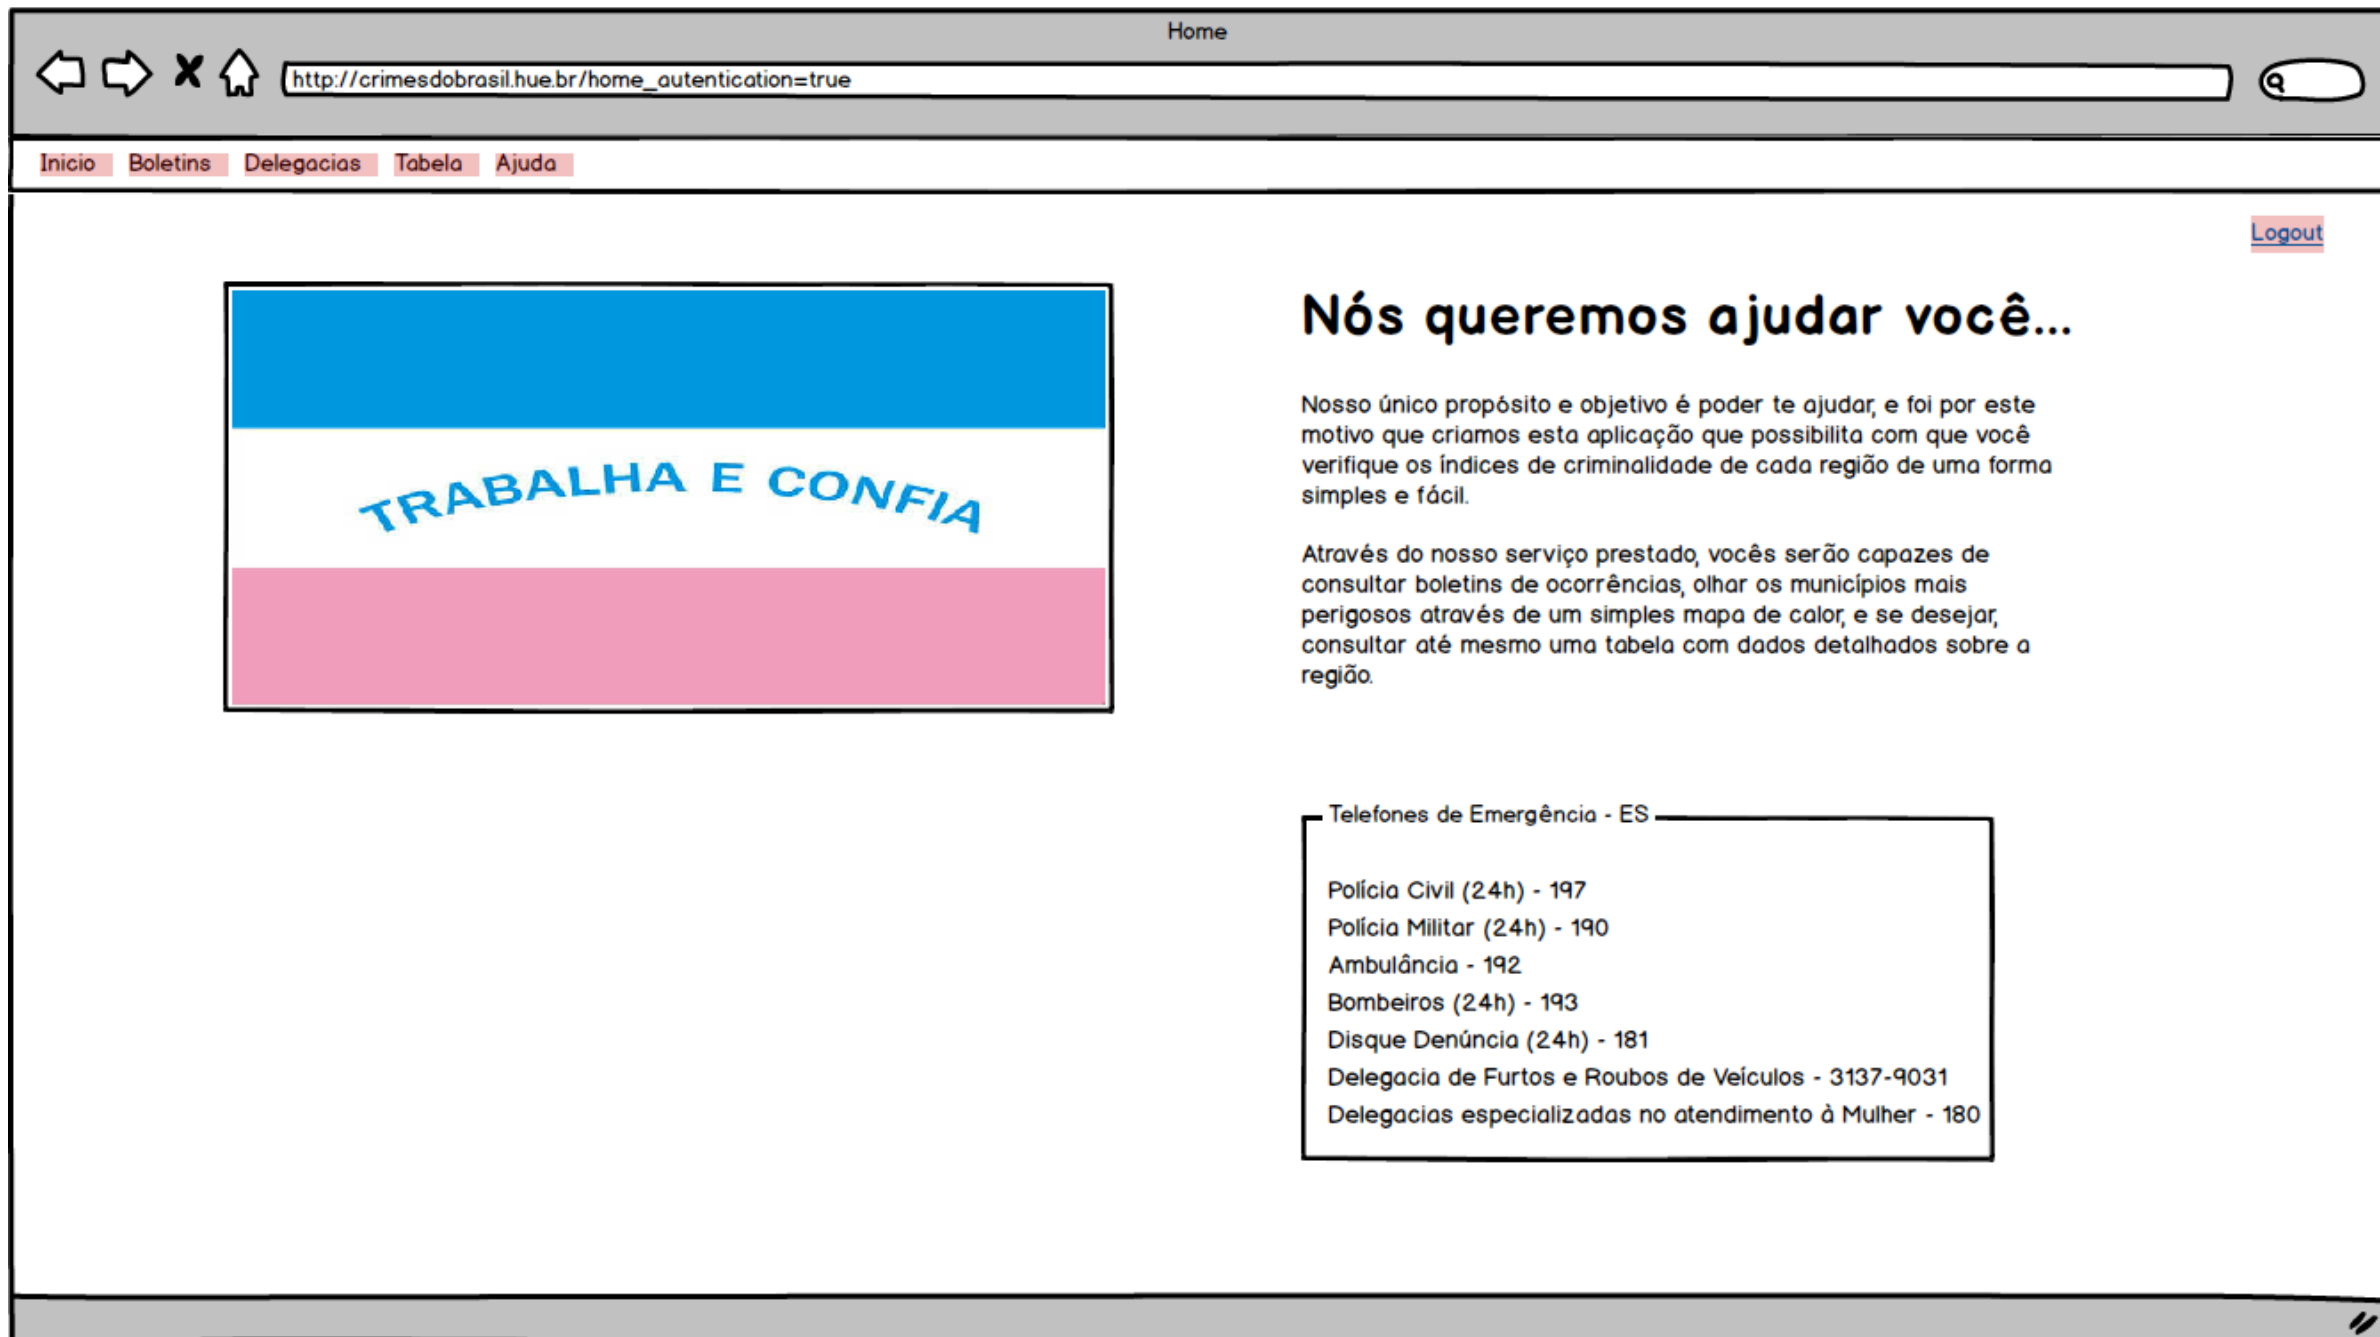 Home
http://crimesdobrasil.hue.br/home_autentication=true
Inicio Boletins Delegacias Tabela Ajuda
Logout
TRABALHA E CONFIA
Nós queremos ajudar você...
Nosso único propósito e objetivo é poder te ajudar, e foi por este
motivo que criamos esta aplicação que possibilita com que você
verifique os índices de criminalidade de cada região de uma forma
simples e fácil.
Através do nosso serviço prestado, vocês serão capazes de
consultar boletins de ocorrências, olhar os municípios mais
perigosos através de um simples mapa de calor, e se desejar,
consultar até mesmo uma tabela com dados detalhados sobre a
região.
Telefones de Emergência - ES
Polícia Civil (24h) - 197
Polícia Militar (24h) - 190
Ambulância - 192
Bombeiros (24h) - 193
Disque Denúncia (24h) - 181
Delegacia de Furtos e Roubos de Veículos - 3137-9031
Delegacias especializadas no atendimento à Mulher - 180